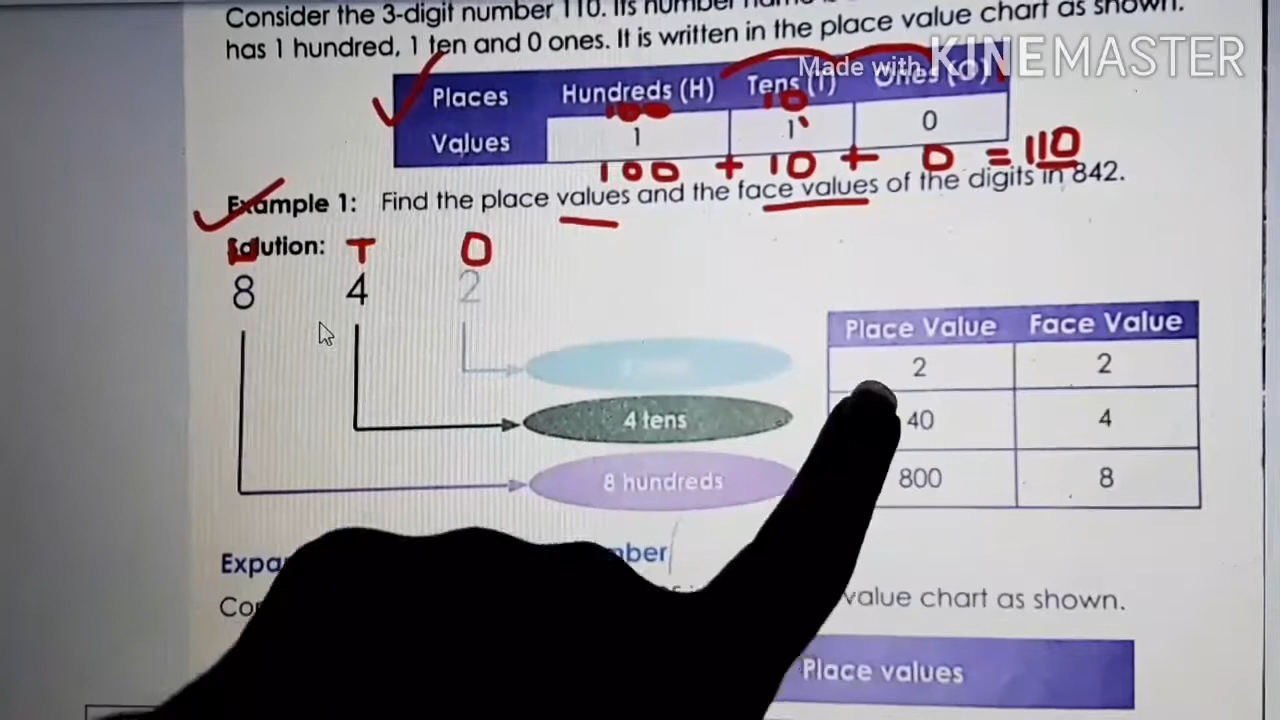 Consider the 3-digit number 110. Its number
has 1 hundred, 1 ten and 0 ones. It is written in the place value chart as shown.
Made with KINEMASTER
Places Hundreds (H) Tens (T) Ones (O)
100 10
Values 1 1 0
100 + 10 + 0 = 110
Example 1: Find the place values and the face values of the digits in 842.
Solution:
H T O
8 4 2
Place Value Face Value
2 2
4 tens 40 4
8 hundreds 800 8
value chart as shown.
Place values